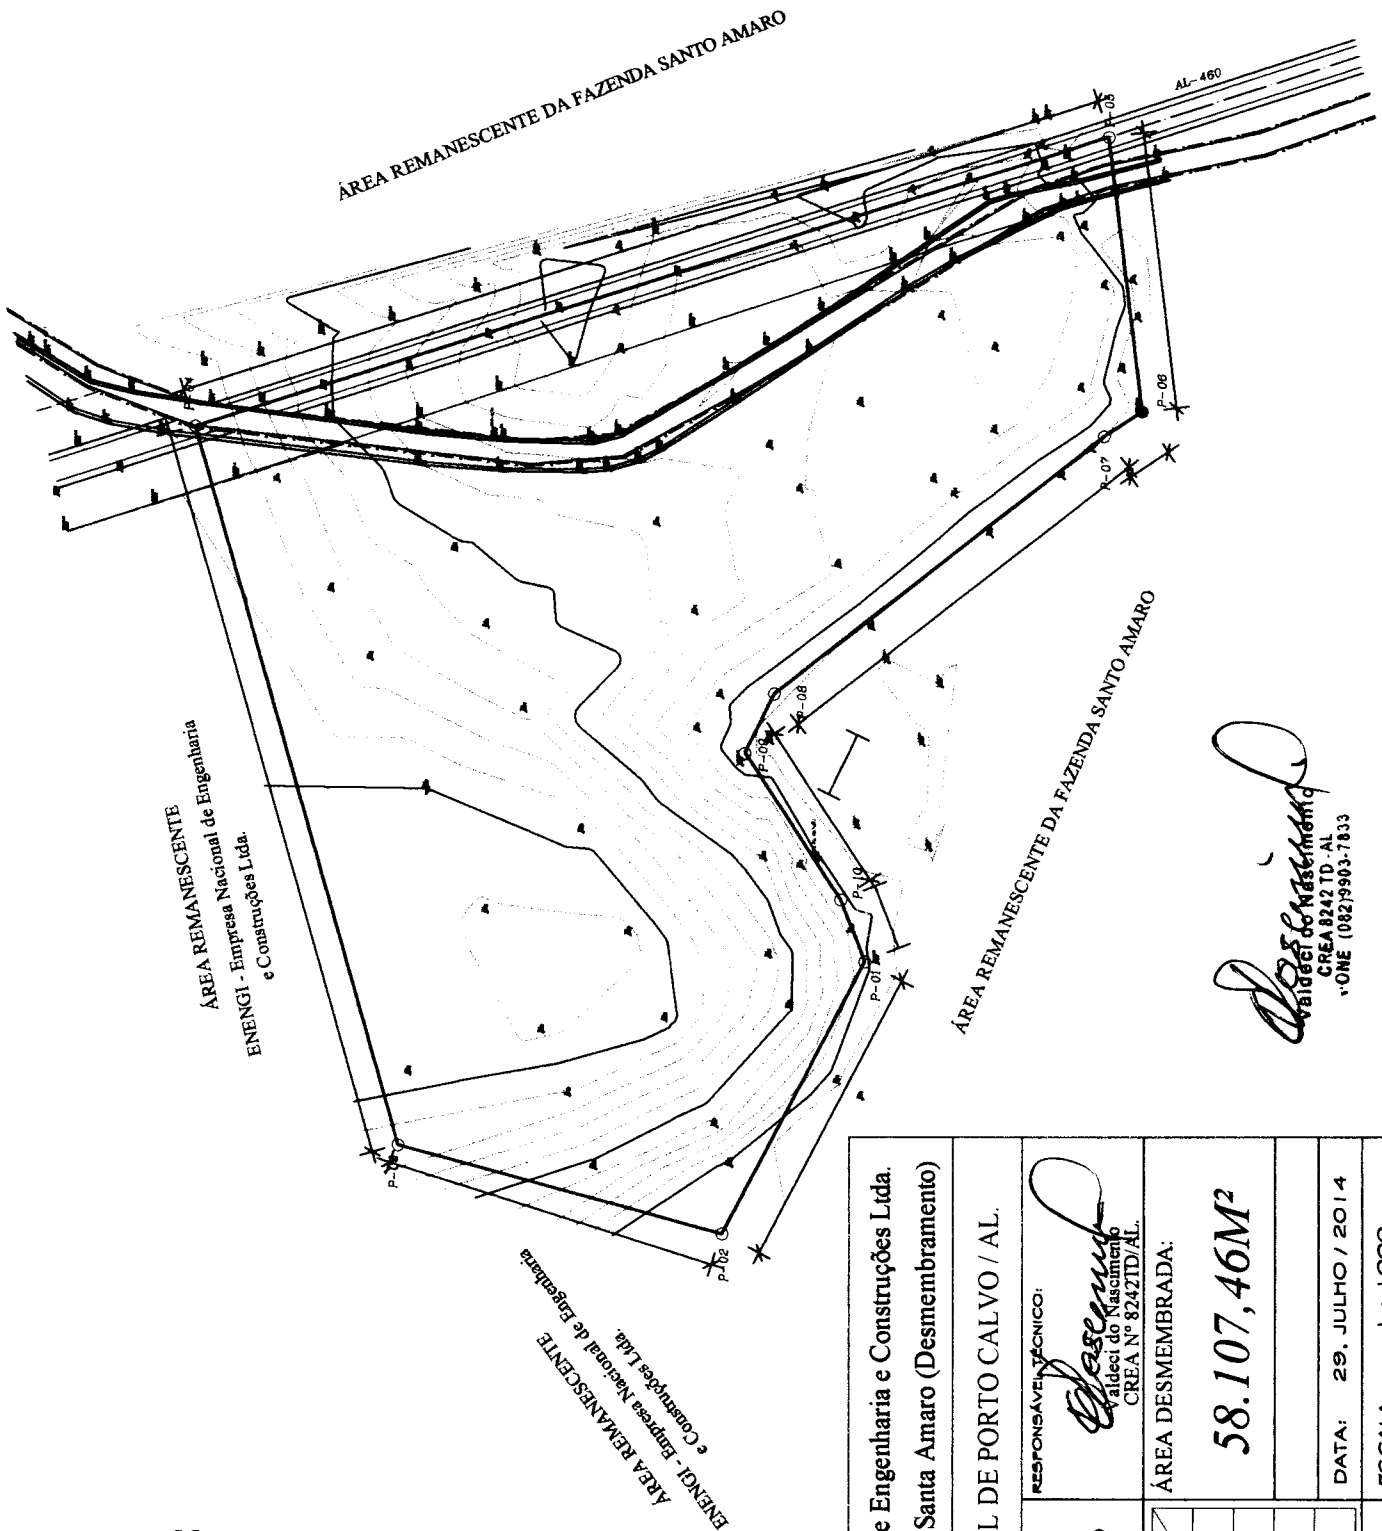 ÁREA REMANESCENTE DA FAZENDA SANTO AMARO
AL-460
P-05
P-04
P-06
P-07
ÁREA REMANESCENTE
ENENGI - Empresa Nacional de Engenharia
e Construções Ltda.
P-08
P-09
P-10
P-01
ÁREA REMANESCENTE DA FAZENDA SANTO AMARO
P-02
ÁREA REMANESCENTE
ENENGI - Empresa Nacional de Engenharia
e Construções Ltda.
Valdeci do Nascimento
CREA 8242 TD - AL
ONE (082)9903-7833
e Engenharia e Construções Ltda.
Santa Amaro (Desmembramento)
L DE PORTO CALVO / AL.
RESPONSÁVEL TÉCNICO:
Valdeci do Nascimento
CREA Nº 8242TD/AL.
ÁREA DESMEMBRADA:
58.107,46M²
DATA: 29, JULHO / 2014